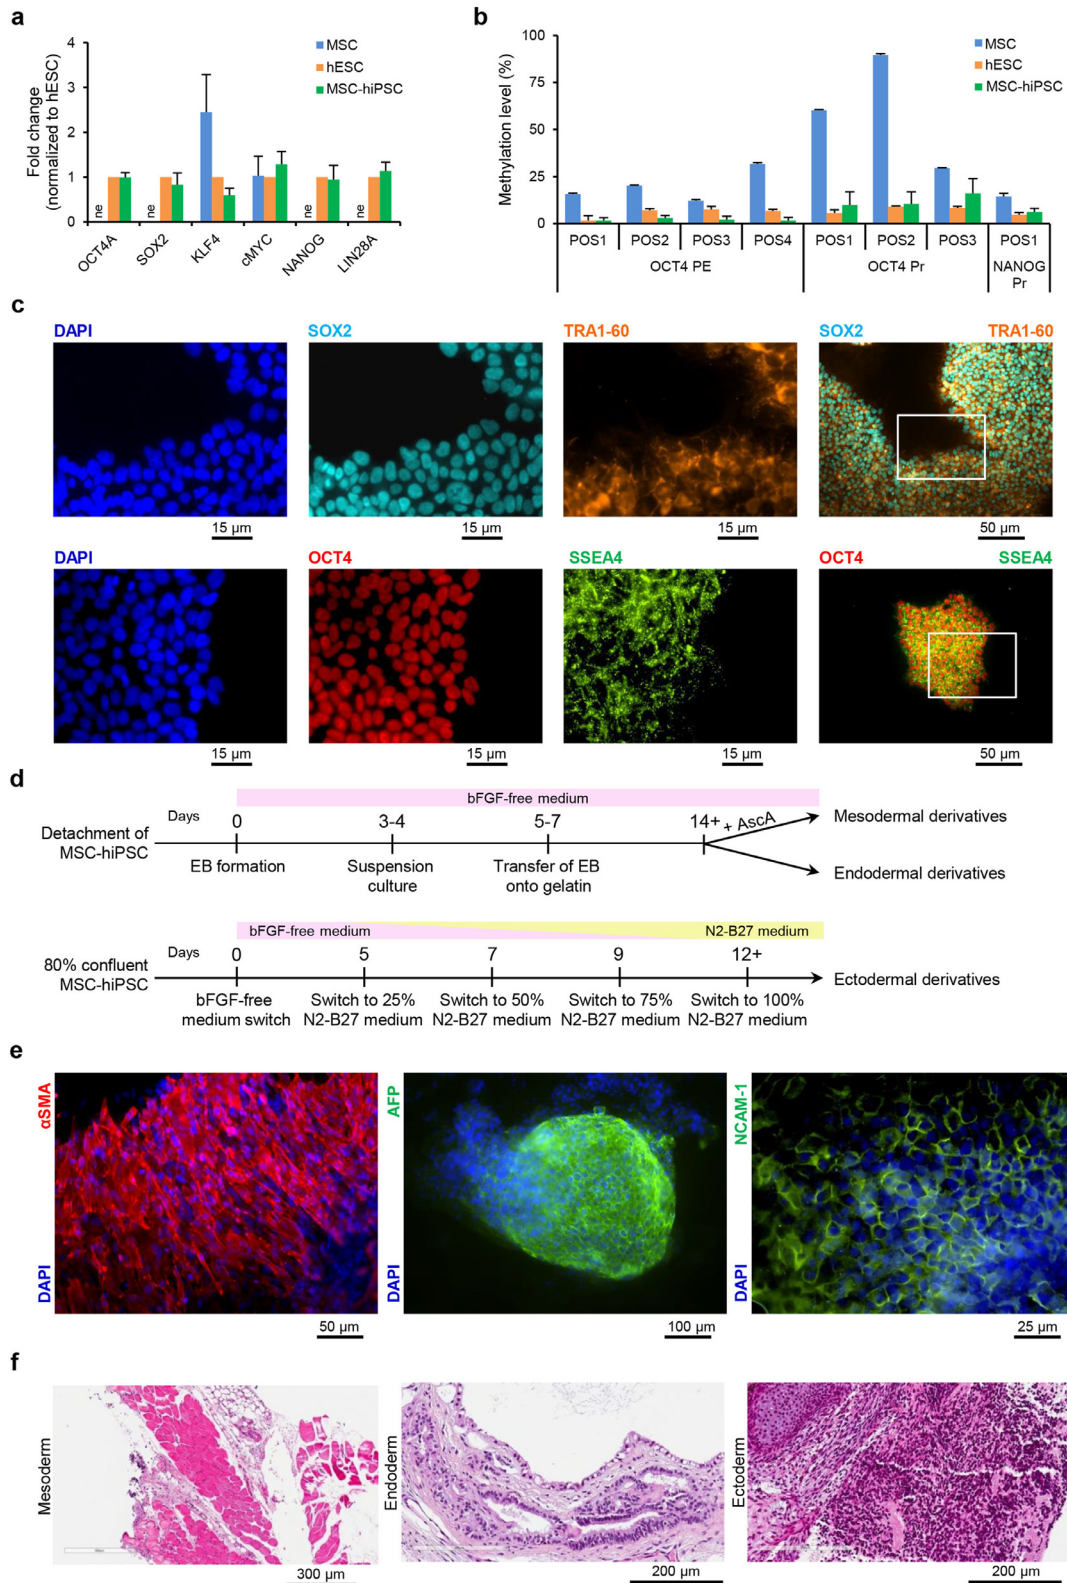 a
Fold change
(normalized to hESC)
4
3
2
1
0
MSC
hESC
MSC-hiPSC
ne
ne
ne
ne
OCT4A
SOX2
KLF4
cMYC
NANOG
LIN28A
b
Methylation level (%)
100
75
50
25
0
MSC
hESC
MSC-hiPSC
POS1 POS2 POS3 POS4 POS1 POS2 POS3 POS1
OCT4 PE OCT4 Pr NANOG
Pr
c
DAPI SOX2 TRA1-60 SOX2 TRA1-60
15 µm 15 µm 15 µm 50 µm
DAPI OCT4 SSEA4 OCT4 SSEA4
15 µm 15 µm 15 µm 50 µm
d
bFGF-free medium
Days 0 3-4 5-7 14+ + AscA
Detachment of
MSC-hiPSC
EB formation
Suspension
culture
Transfer of EB
onto gelatin
Mesodermal derivatives
Endodermal derivatives
bFGF-free medium N2-B27 medium
Days 0 5 7 9 12+
80% confluent
MSC-hiPSC
bFGF-free
medium switch
Switch to 25%
N2-B27 medium
Switch to 50%
N2-B27 medium
Switch to 75%
N2-B27 medium
Switch to 100%
N2-B27 medium
Ectodermal derivatives
e
DAPI αSMA
50 µm
DAPI AFP
100 µm
DAPI NCAM-1
25 µm
f
Mesoderm
300 µm
Endoderm
200 µm
Ectoderm
200 µm